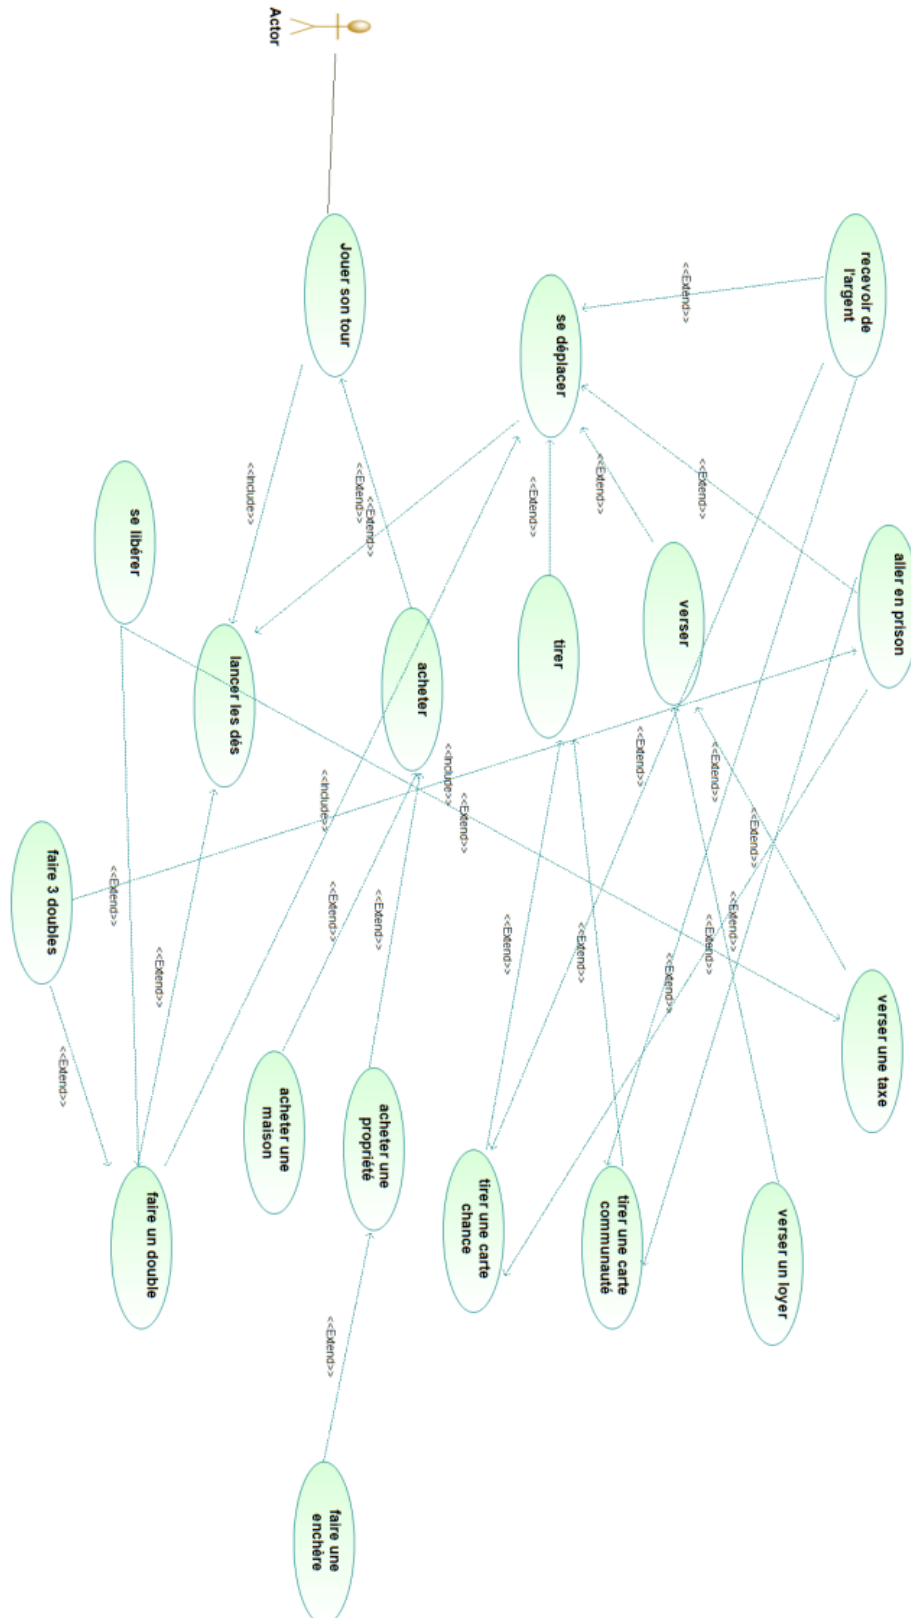 aller en prison
verser une taxe
recevoir de
l'argent
verser un loyer
<<Extend>>
<<Extend>>
<<Extend>>
<<Extend>>
<<Extend>>
<<Extend>>
verser
<<Extend>>
<<Extend>>
tirer une carte
communauté
<<Extend>>
<<Extend>>
se déplacer
tirer
<<Extend>>
<<Extend>>
tirer une carte
chance
<<Extend>>
<<Include>>
acheter
acheter une
propriété
<<Extend>>
<<Extend>>
<<Extend>>
Jouer son tour
<<Extend>>
faire une
enchère
<<Extend>>
<<Include>>
acheter une
maison
Actor
<<Include>>
lancer les dés
<<Extend>>
faire un double
se libérer
<<Extend>>
<<Extend>>
faire 3 doubles